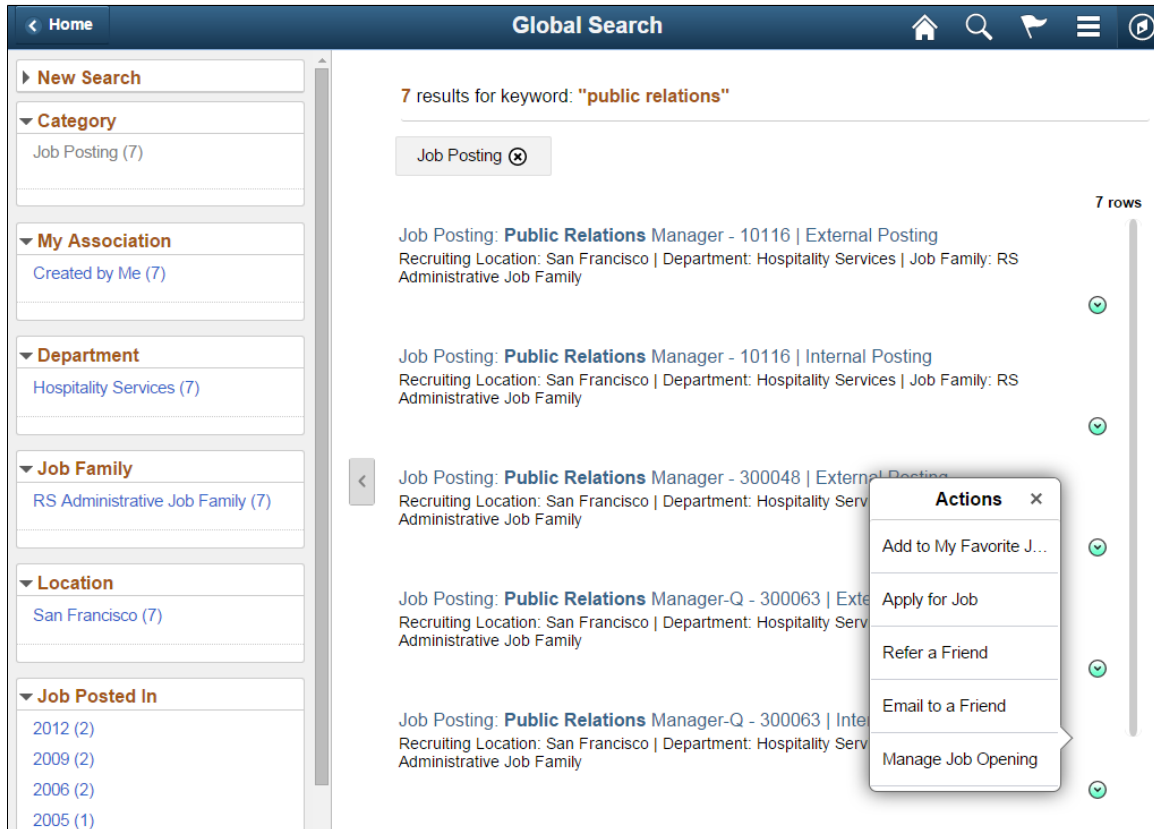 Home
Global Search
New Search
Category
Job Posting (7)
My Association
Created by Me (7)
Department
Hospitality Services (7)
Job Family
RS Administrative Job Family (7)
Location
San Francisco (7)
Job Posted In
2012 (2)
2009 (2)
2006 (2)
2005 (1)
7 results for keyword: "public relations"
Job Posting
7 rows
Job Posting: Public Relations Manager - 10116 | External Posting
Recruiting Location: San Francisco | Department: Hospitality Services | Job Family: RS
Administrative Job Family
Job Posting: Public Relations Manager - 10116 | Internal Posting
Recruiting Location: San Francisco | Department: Hospitality Services | Job Family: RS
Administrative Job Family
Job Posting: Public Relations Manager - 300048 | External Posting
Recruiting Location: San Francisco | Department: Hospitality Serv
Administrative Job Family
Job Posting: Public Relations Manager-Q - 300063 | Exte
Recruiting Location: San Francisco | Department: Hospitality Serv
Administrative Job Family
Job Posting: Public Relations Manager-Q - 300063 | Inte
Recruiting Location: San Francisco | Department: Hospitality Serv
Administrative Job Family
Actions
Add to My Favorite J...
Apply for Job
Refer a Friend
Email to a Friend
Manage Job Opening